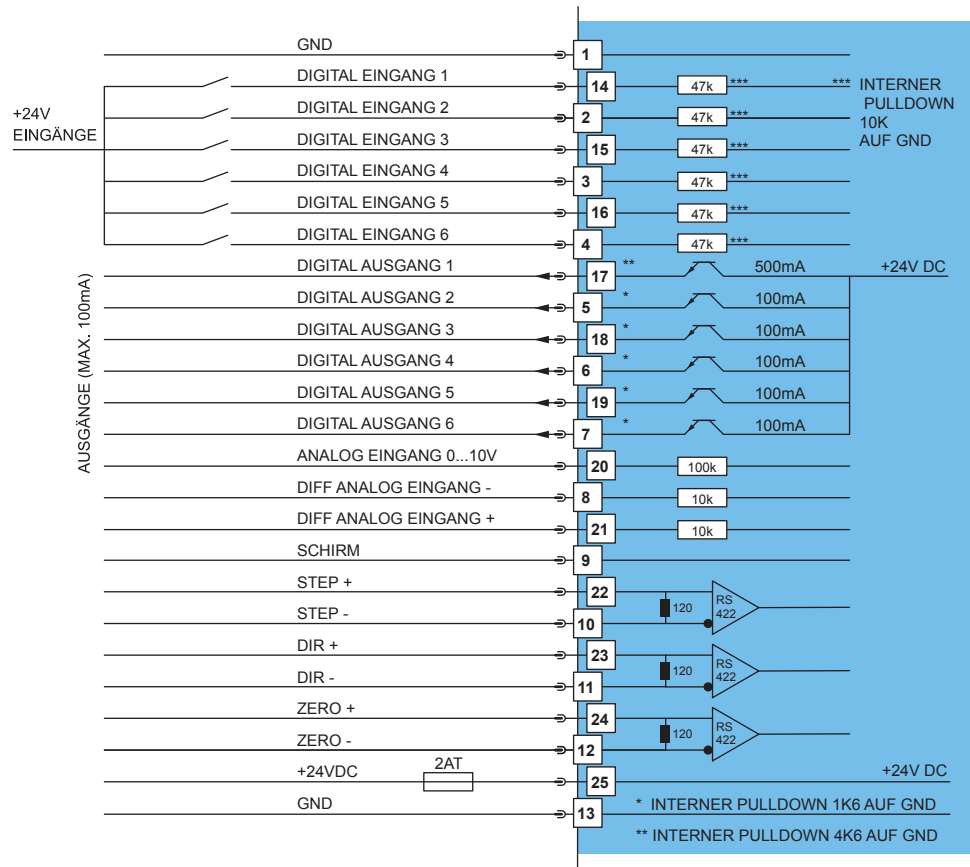 GND
1
DIGITAL EINGANG 1
14
47k
***
*** INTERNER
PULLDOWN
10K
AUF GND
+24V
EINGÄNGE
DIGITAL EINGANG 2
2
47k
***
DIGITAL EINGANG 3
15
47k
***
DIGITAL EINGANG 4
3
47k
***
DIGITAL EINGANG 5
16
47k
***
DIGITAL EINGANG 6
4
47k
***
AUSGÄNGE (MAX. 100mA)
DIGITAL AUSGANG 1
17
**
500mA
+24V DC
DIGITAL AUSGANG 2
5
*
100mA
DIGITAL AUSGANG 3
18
*
100mA
DIGITAL AUSGANG 4
6
*
100mA
DIGITAL AUSGANG 5
19
*
100mA
DIGITAL AUSGANG 6
7
*
100mA
ANALOG EINGANG 0...10V
20
100k
DIFF ANALOG EINGANG -
8
10k
DIFF ANALOG EINGANG +
21
10k
SCHIRM
9
STEP +
22
120
RS
422
STEP -
10
DIR +
23
120
RS
422
DIR -
11
ZERO +
24
120
RS
422
ZERO -
12
+24VDC
2AT
25
+24V DC
GND
13
* INTERNER PULLDOWN 1K6 AUF GND
** INTERNER PULLDOWN 4K6 AUF GND